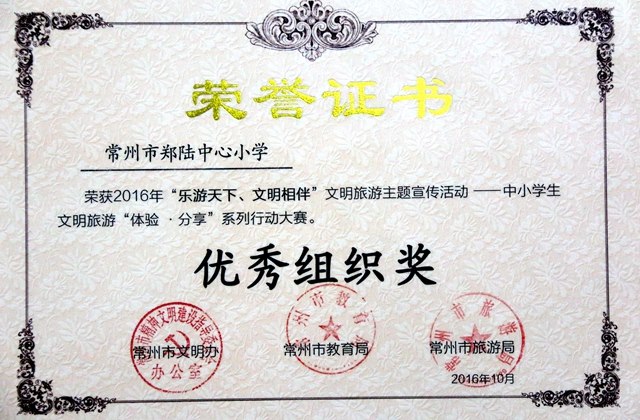 荣誉证书
常州市郑陆中心小学
荣获2016年“乐游天下、文明相伴”文明旅游主题宣传活动——中小学生
文明旅游“体验·分享”系列行动大赛。
优秀组织奖
常州市文明办 常州市教育局 常州市旅游局
办公室
2016年10月